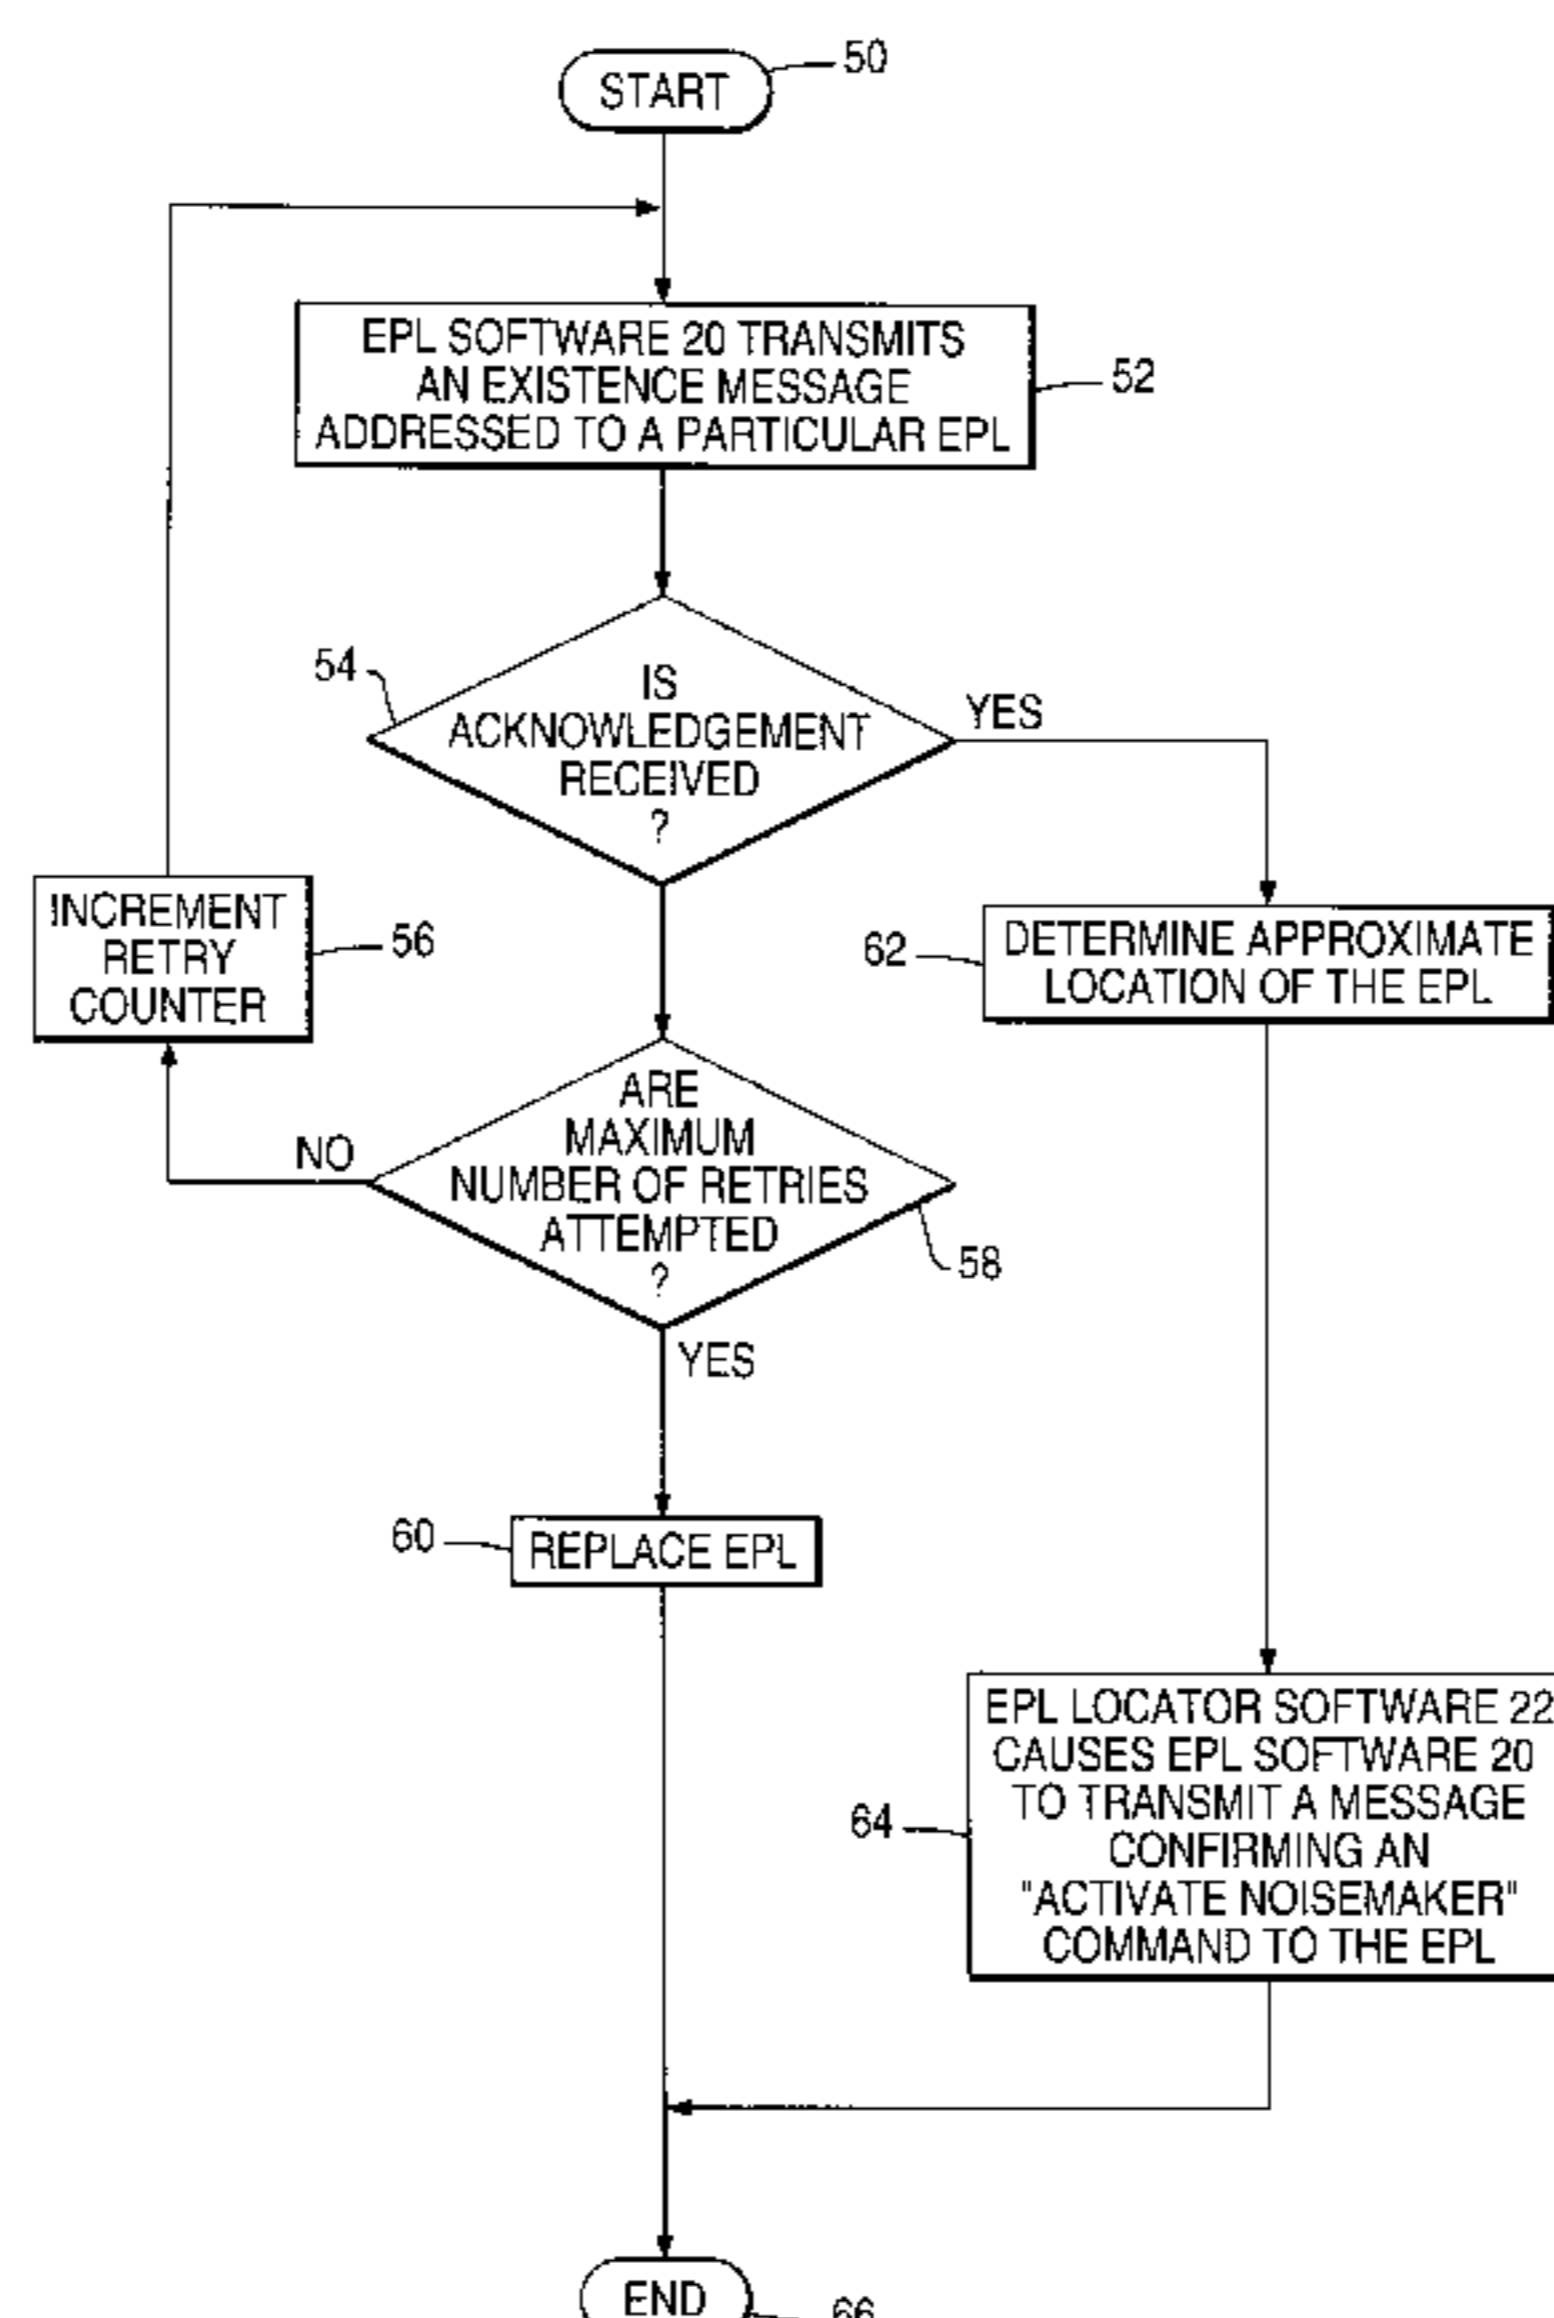 START
50
EPL SOFTWARE 20 TRANSMITS
AN EXISTENCE MESSAGE
ADDRESSED TO A PARTICULAR EPL
52
54
IS
ACKNOWLEDGEMENT
RECEIVED
?
YES
INCREMENT
RETRY
COUNTER
56
62
DETERMINE APPROXIMATE
LOCATION OF THE EPL
ARE
MAXIMUM
NUMBER OF RETRIES
ATTEMPTED
?
NO
58
YES
60
REPLACE EPL
64
EPL LOCATOR SOFTWARE 22
CAUSES EPL SOFTWARE 20
TO TRANSMIT A MESSAGE
CONFIRMING AN
"ACTIVATE NOISEMAKER"
COMMAND TO THE EPL
END
66